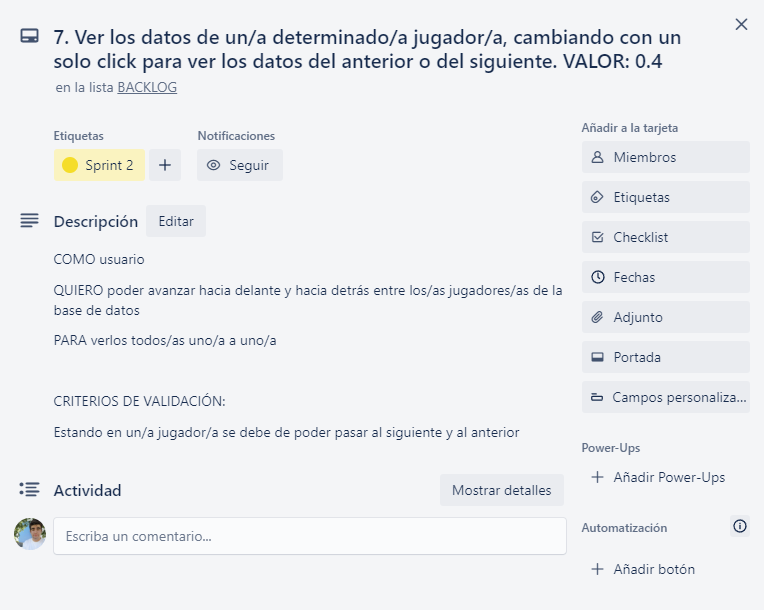 7. Ver los datos de un/a determinado/a jugador/a, cambiando con un
solo click para ver los datos del anterior o del siguiente. VALOR: 0.4
en la lista BACKLOG
Etiquetas
Notificaciones
Sprint 2
Seguir
Descripción
Editar
COMO usuario
QUIERO poder avanzar hacia delante y hacia detrás entre los/as jugadores/as de la
base de datos
PARA verlos todos/as uno/a a uno/a
CRITERIOS DE VALIDACIÓN:
Estando en un/a jugador/a se debe de poder pasar al siguiente y al anterior
Actividad
Mostrar detalles
Escriba un comentario...
Añadir a la tarjeta
Miembros
Etiquetas
Checklist
Fechas
Adjunto
Portada
Campos personaliza...
Power-Ups
Añadir Power-Ups
Automatización
Añadir botón